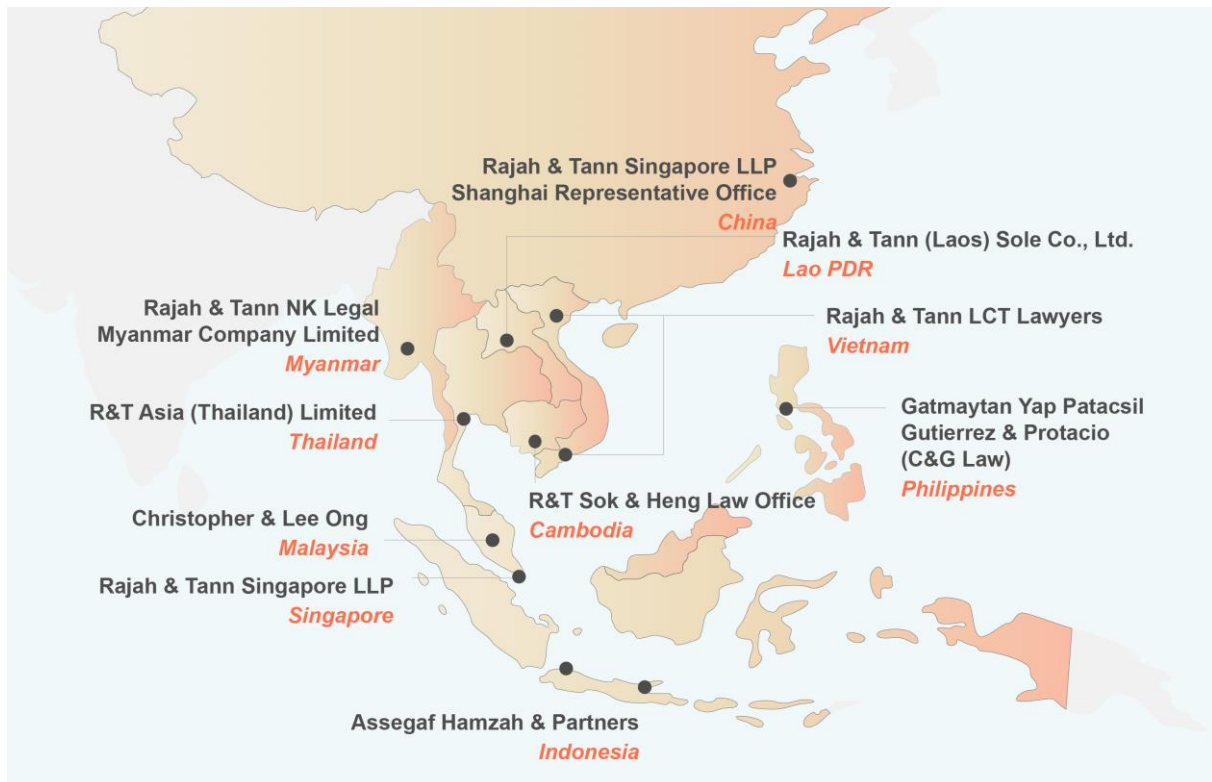 Rajah & Tann Singapore LLP
Shanghai Representative Office
China
Rajah & Tann (Laos) Sole Co., Ltd.
Lao PDR
Rajah & Tann NK Legal
Myanmar Company Limited
Myanmar
Rajah & Tann LCT Lawyers
Vietnam
R&T Asia (Thailand) Limited
Thailand
Gatmaytan Yap Patacsil
Gutierrez & Protacio
(C&G Law)
Philippines
R&T Sok & Heng Law Office
Cambodia
Christopher & Lee Ong
Malaysia
Rajah & Tann Singapore LLP
Singapore
Assegaf Hamzah & Partners
Indonesia